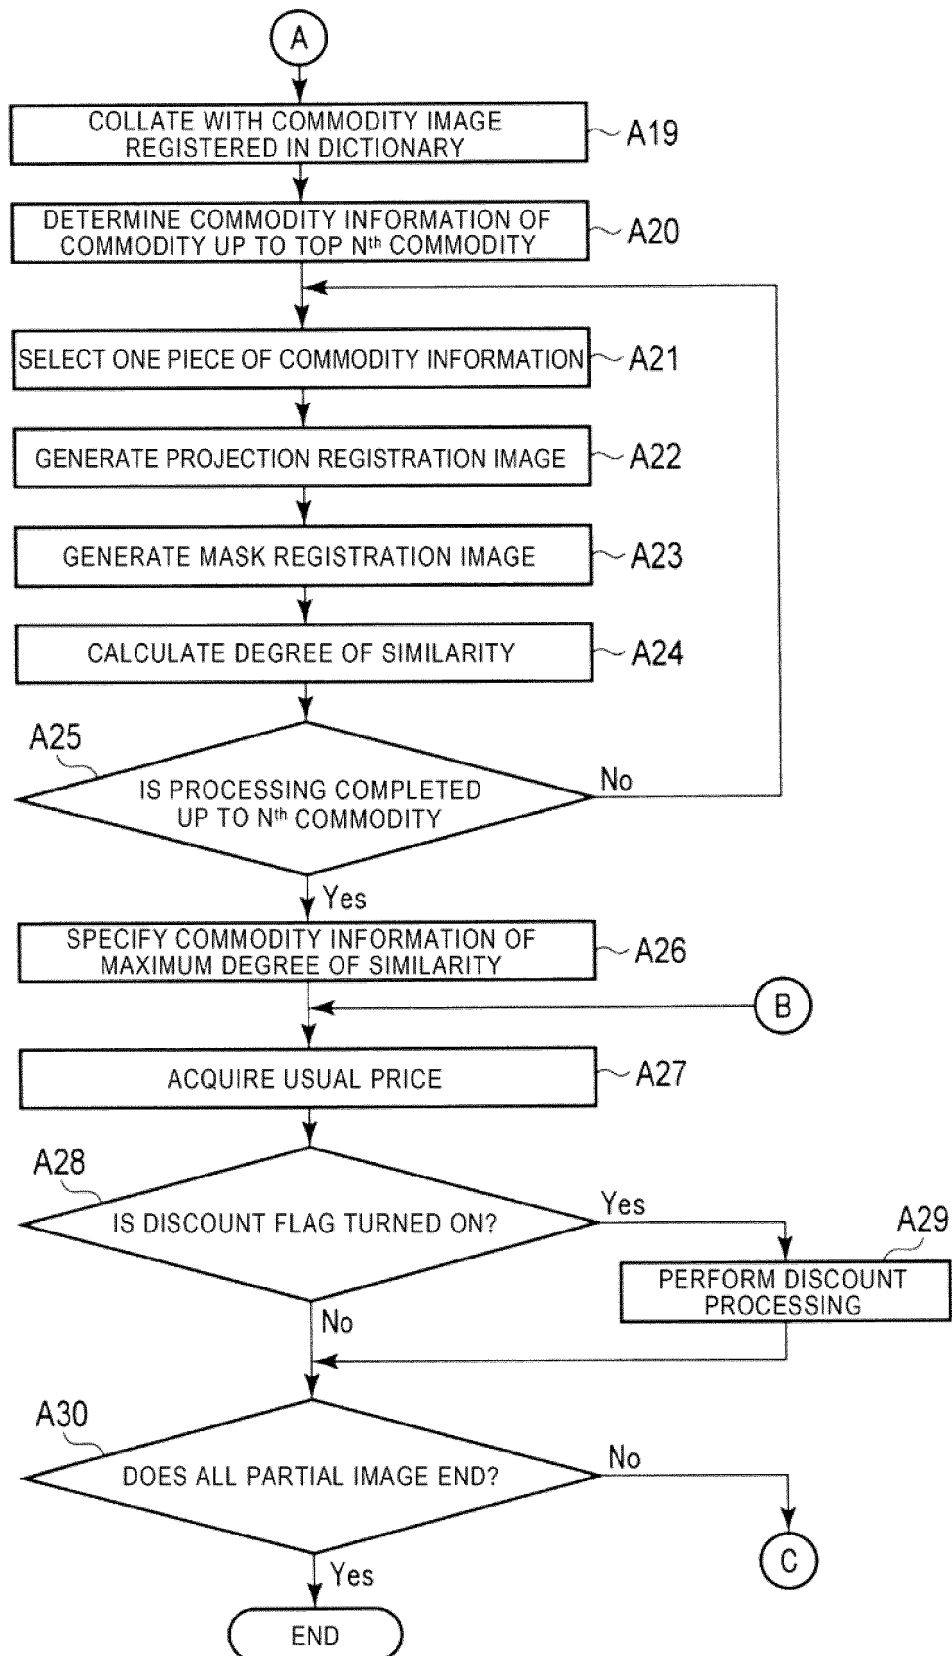 A
COLLATE WITH COMMODITY IMAGE
REGISTERED IN DICTIONARY
A19
DETERMINE COMMODITY INFORMATION OF
COMMODITY UP TO TOP Nth COMMODITY
A20
SELECT ONE PIECE OF COMMODITY INFORMATION
A21
GENERATE PROJECTION REGISTRATION IMAGE
A22
GENERATE MASK REGISTRATION IMAGE
A23
CALCULATE DEGREE OF SIMILARITY
A24
A25
IS PROCESSING COMPLETED
UP TO Nth COMMODITY
No
Yes
SPECIFY COMMODITY INFORMATION OF
MAXIMUM DEGREE OF SIMILARITY
A26
B
ACQUIRE USUAL PRICE
A27
A28
IS DISCOUNT FLAG TURNED ON?
Yes
A29
PERFORM DISCOUNT
PROCESSING
No
A30
DOES ALL PARTIAL IMAGE END?
No
C
Yes
END